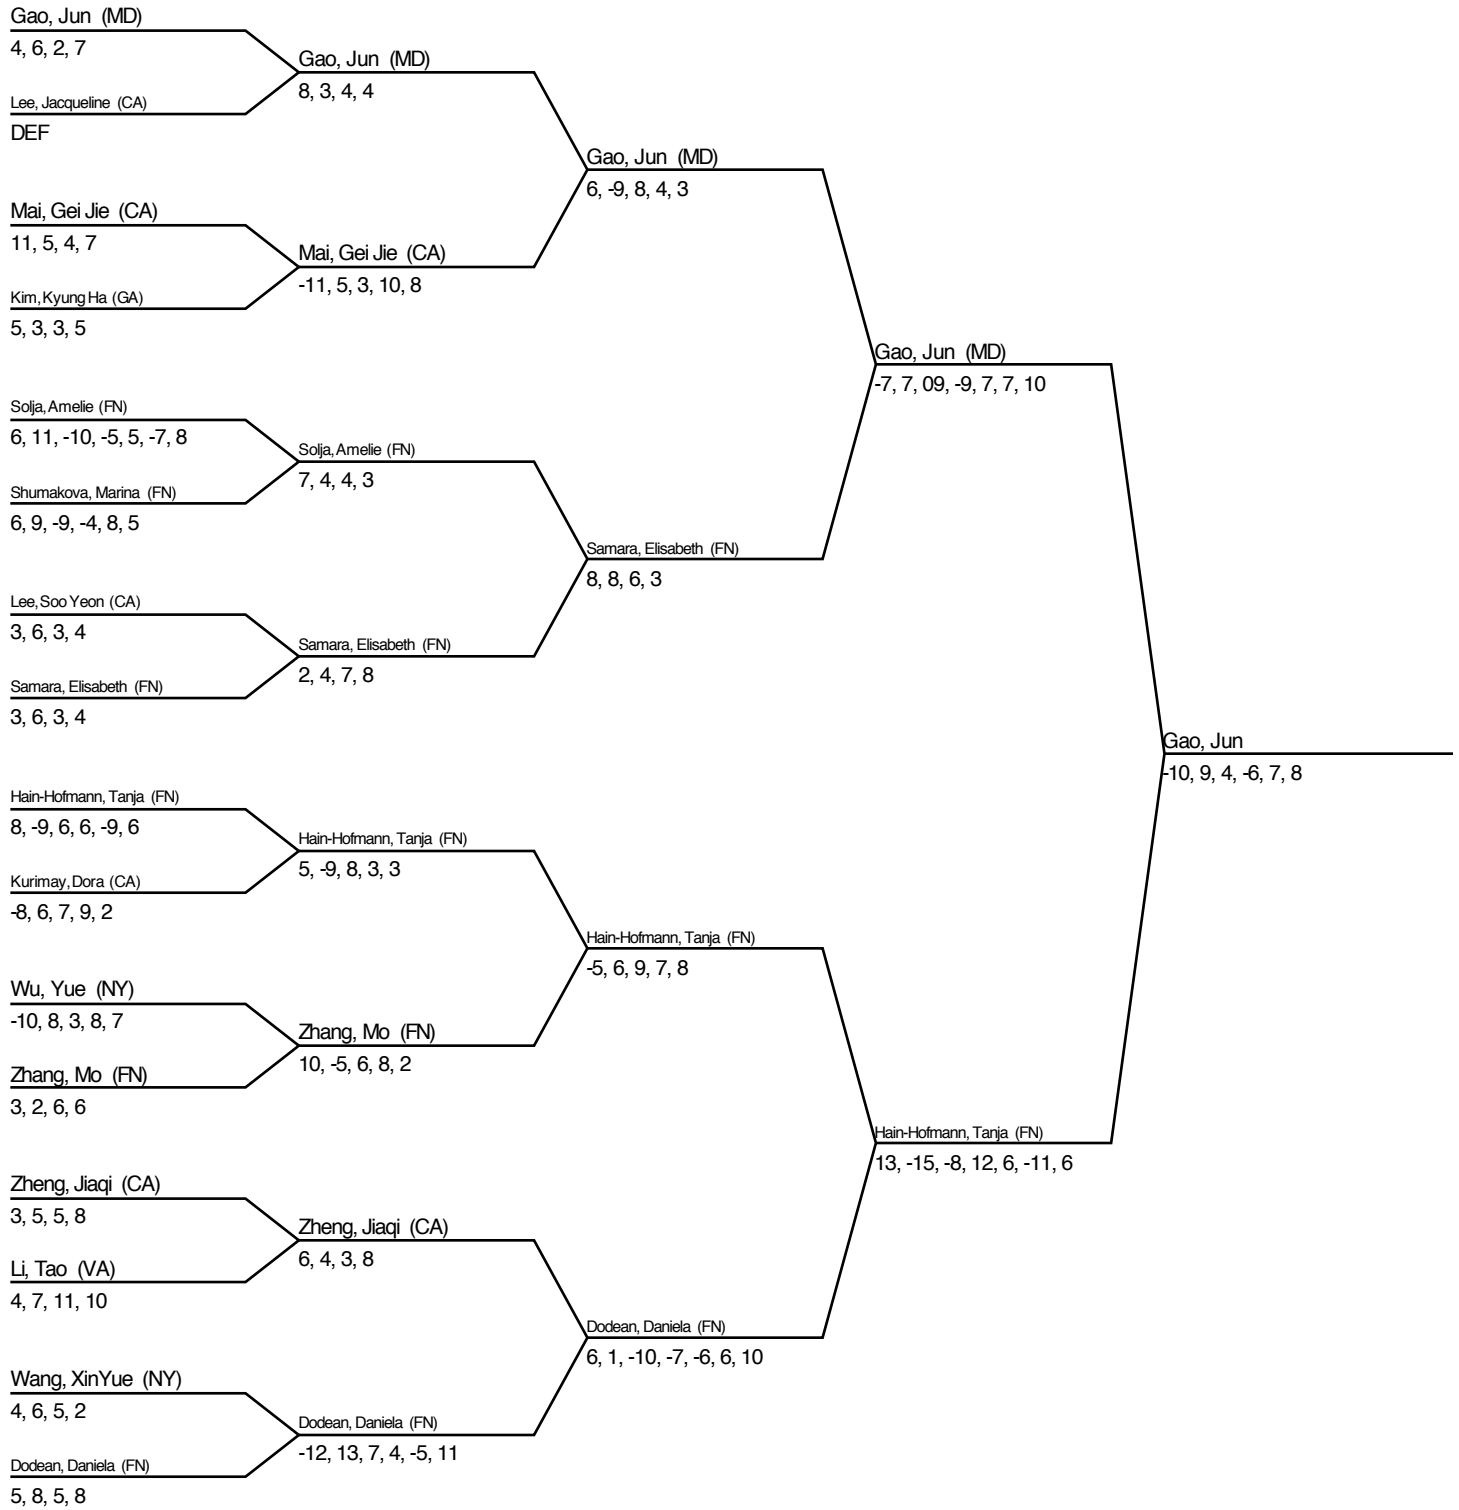 Gao, Jun (MD)
4, 6, 2, 7
Lee, Jacqueline (CA)
DEF
Mai, Gei Jie (CA)
11, 5, 4, 7
Kim, Kyung Ha (GA)
5, 3, 3, 5
Solja, Amelie (FN)
6, 11, -10, -5, 5, -7, 8
Shumakova, Marina (FN)
6, 9, -9, -4, 8, 5
Lee, Soo Yeon (CA)
3, 6, 3, 4
Samara, Elisabeth (FN)
3, 6, 3, 4
Hain-Hofmann, Tanja (FN)
8, -9, 6, 6, -9, 6
Kurimay, Dora (CA)
-8, 6, 7, 9, 2
Wu, Yue (NY)
-10, 8, 3, 8, 7
Zhang, Mo (FN)
3, 2, 6, 6
Zheng, Jiaqi (CA)
3, 5, 5, 8
Li, Tao (VA)
4, 7, 11, 10
Wang, XinYue (NY)
4, 6, 5, 2
Dodean, Daniela (FN)
5, 8, 5, 8
Gao, Jun (MD)
8, 3, 4, 4
Mai, Gei Jie (CA)
-11, 5, 3, 10, 8
Solja, Amelie (FN)
7, 4, 4, 3
Samara, Elisabeth (FN)
2, 4, 7, 8
Hain-Hofmann, Tanja (FN)
5, -9, 8, 3, 3
Zhang, Mo (FN)
10, -5, 6, 8, 2
Zheng, Jiaqi (CA)
6, 4, 3, 8
Dodean, Daniela (FN)
-12, 13, 7, 4, -5, 11
Gao, Jun (MD)
6, -9, 8, 4, 3
Samara, Elisabeth (FN)
8, 8, 6, 3
Hain-Hofmann, Tanja (FN)
-5, 6, 9, 7, 8
Dodean, Daniela (FN)
6, 1, -10, -7, -6, 6, 10
Gao, Jun (MD)
-7, 7, 09, -9, 7, 7, 10
Hain-Hofmann, Tanja (FN)
13, -15, -8, 12, 6, -11, 6
Gao, Jun
-10, 9, 4, -6, 7, 8